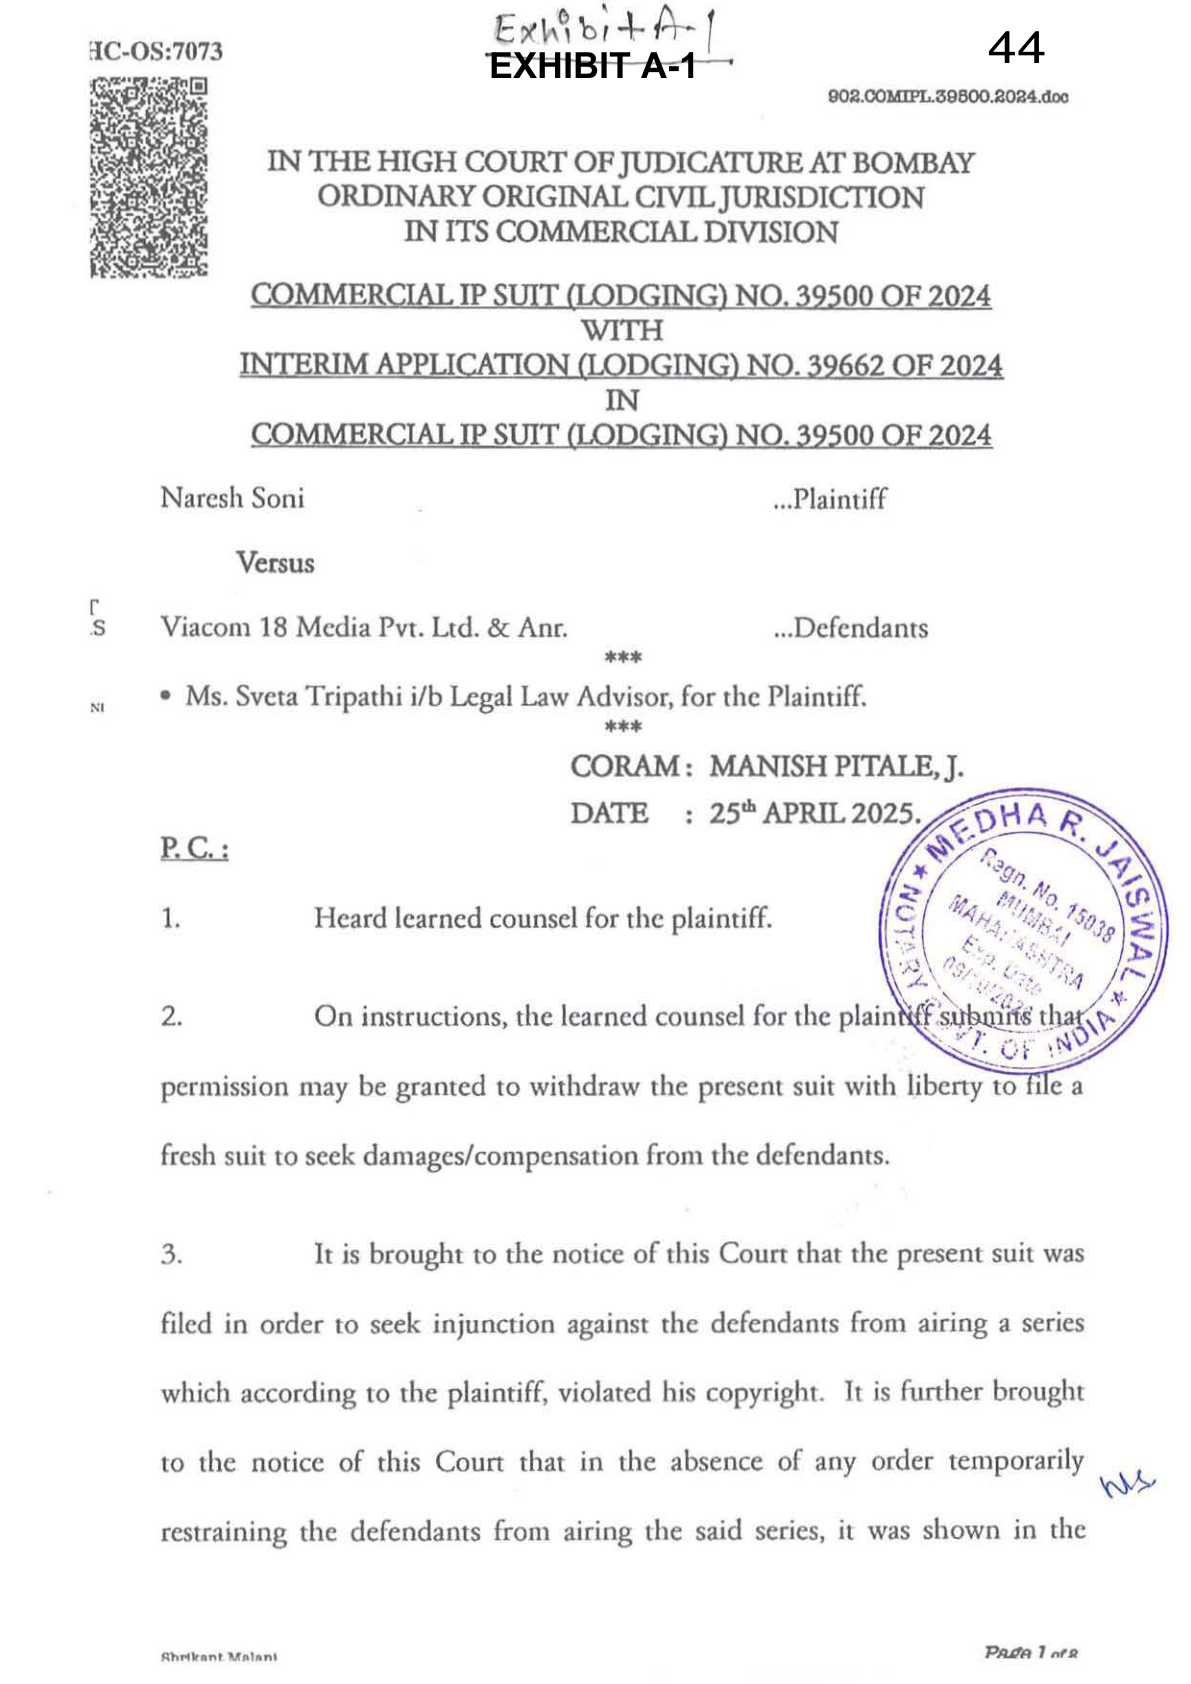 Exhibit A-1
HC-OS:7073
EXHIBIT A-1
44
902.COMIPL.39500.2024.doc
IN THE HIGH COURT OF JUDICATURE AT BOMBAY
ORDINARY ORIGINAL CIVIL JURISDICTION
IN ITS COMMERCIAL DIVISION
COMMERCIAL IP SUIT (LODGING) NO. 39500 OF 2024
WITH
INTERIM APPLICATION (LODGING) NO. 39662 OF 2024
IN
COMMERCIAL IP SUIT (LODGING) NO. 39500 OF 2024
Naresh Soni ...Plaintiff
Versus
.S
Viacom 18 Media Pvt. Ltd. & Anr. ...Defendants
***
NI
• Ms. Sveta Tripathi i/b Legal Law Advisor, for the Plaintiff.
***
CORAM : MANISH PITALE, J.
DATE : 25th APRIL 2025.
P. C. :
★ MEDHA R. JAISWAL ★
NOTARY GOVT. OF INDIA
Regn. No. 15038
MUMBAI
MAHARASHTRA
Exp. Date
1. Heard learned counsel for the plaintiff.
2. On instructions, the learned counsel for the plaintiff submits that
permission may be granted to withdraw the present suit with liberty to file a
fresh suit to seek damages/compensation from the defendants.
3. It is brought to the notice of this Court that the present suit was
filed in order to seek injunction against the defendants from airing a series
which according to the plaintiff, violated his copyright. It is further brought
to the notice of this Court that in the absence of any order temporarily
restraining the defendants from airing the said series, it was shown in the
Shrikant Malani
Page 1 of 2